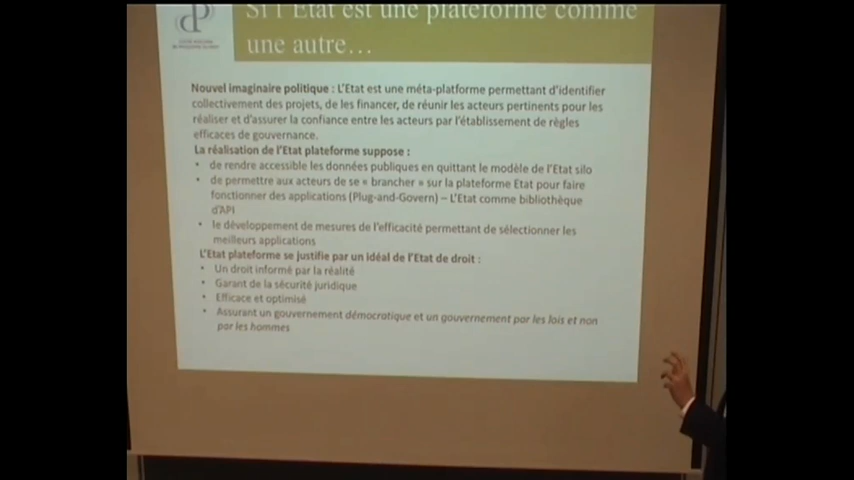 Si l'Etat est une plateforme comme
une autre…
Nouvel imaginaire politique : L'Etat est une méta-platforme permettant d'identifier
collectivement des projets, de les financer, de réunir les acteurs pertinents pour les
réaliser et d'assurer la confiance entre les acteurs par l'établissement de règles
efficaces de gouvernance.
La réalisation de l'Etat plateforme suppose :
• de rendre accessible les données publiques en quittant le modèle de l'Etat silo
• de permettre aux acteurs de se « brancher » sur la plateforme Etat pour faire
fonctionner des applications (Plug-and-Govern) – L'Etat comme bibliothèque
d'API
• le développement de mesures de l'efficacité permettant de sélectionner les
meilleurs applications
L'Etat plateforme se justifie par un idéal de l'Etat de droit :
• Un droit informé par la réalité
• Garant de la sécurité juridique
• Efficace et optimisé
• Assurant un gouvernement démocratique et un gouvernement par les lois et non
par les hommes